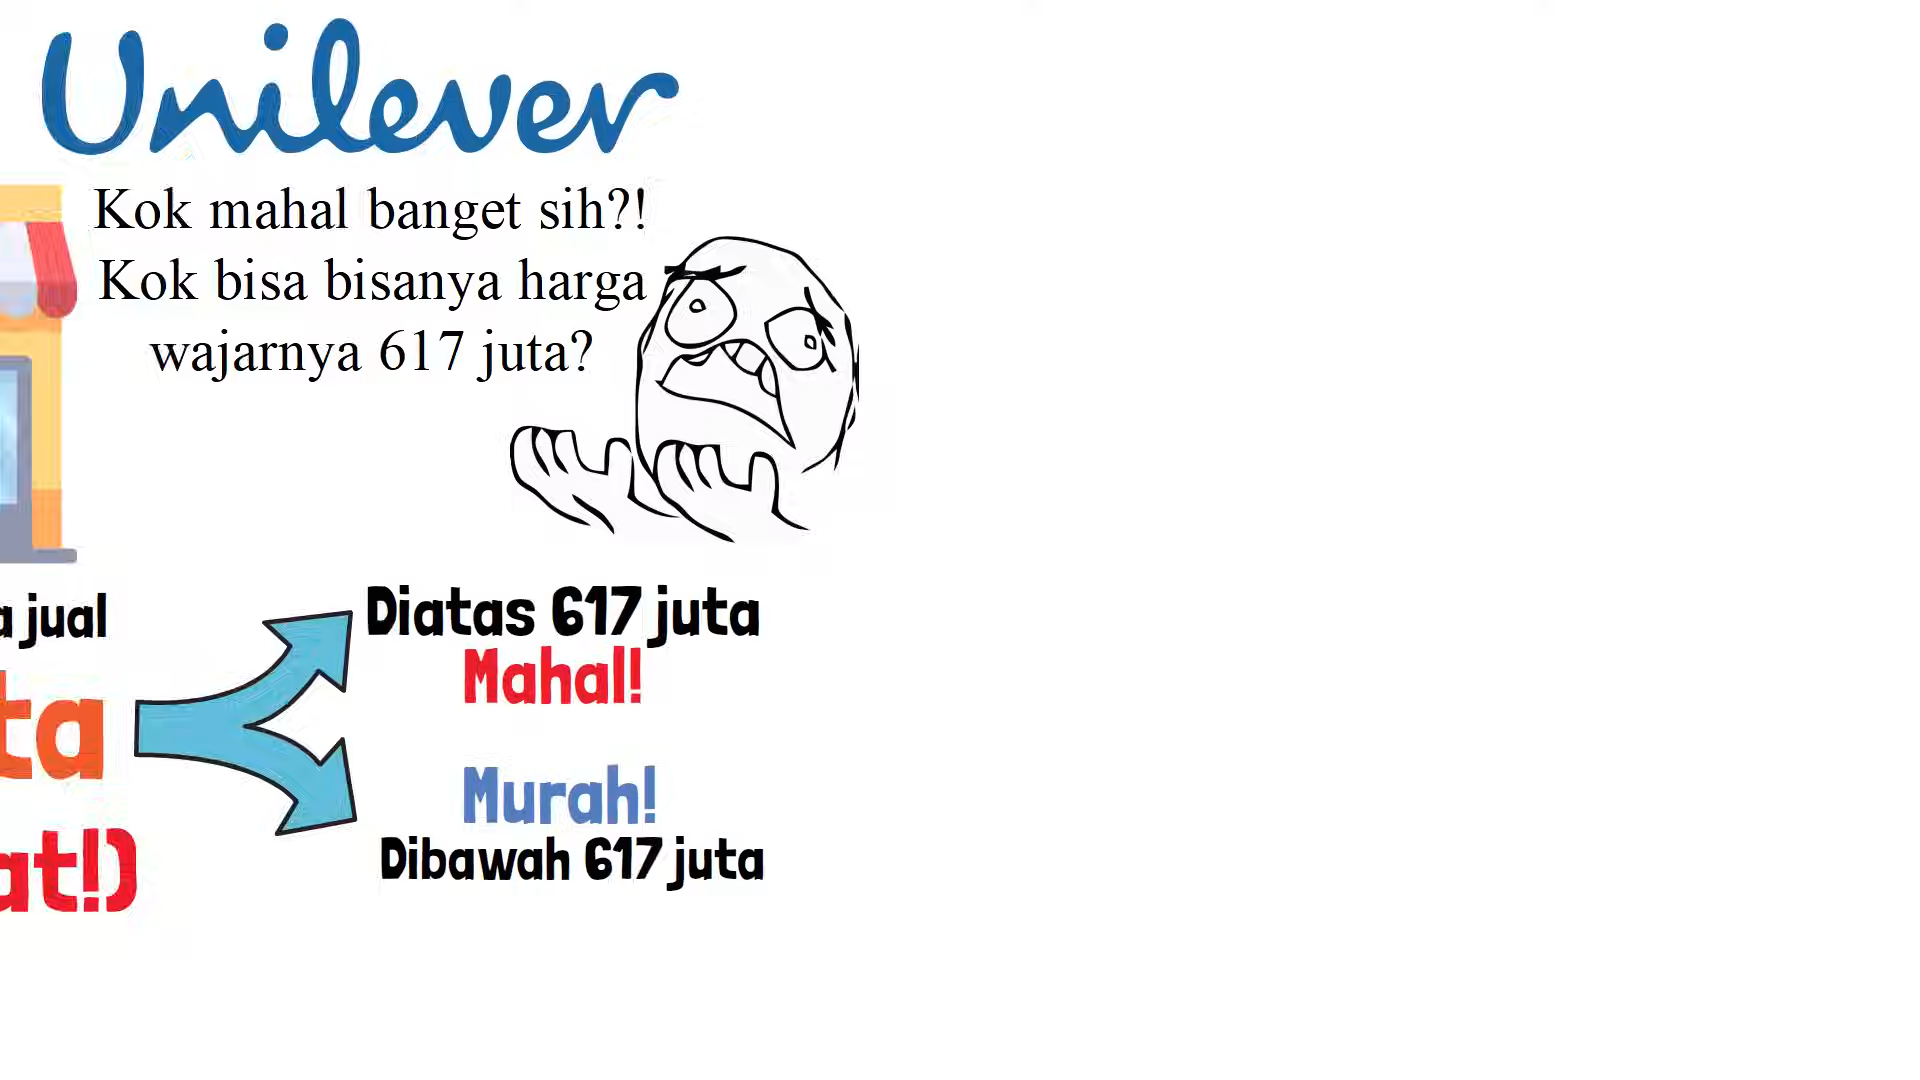 Unilever
Kok mahal banget sih?!
Kok bisa bisanya harga
wajarnya 617 juta?
jual
Diatas 617 juta
Mahal!
Murah!
Dibawah 617 juta